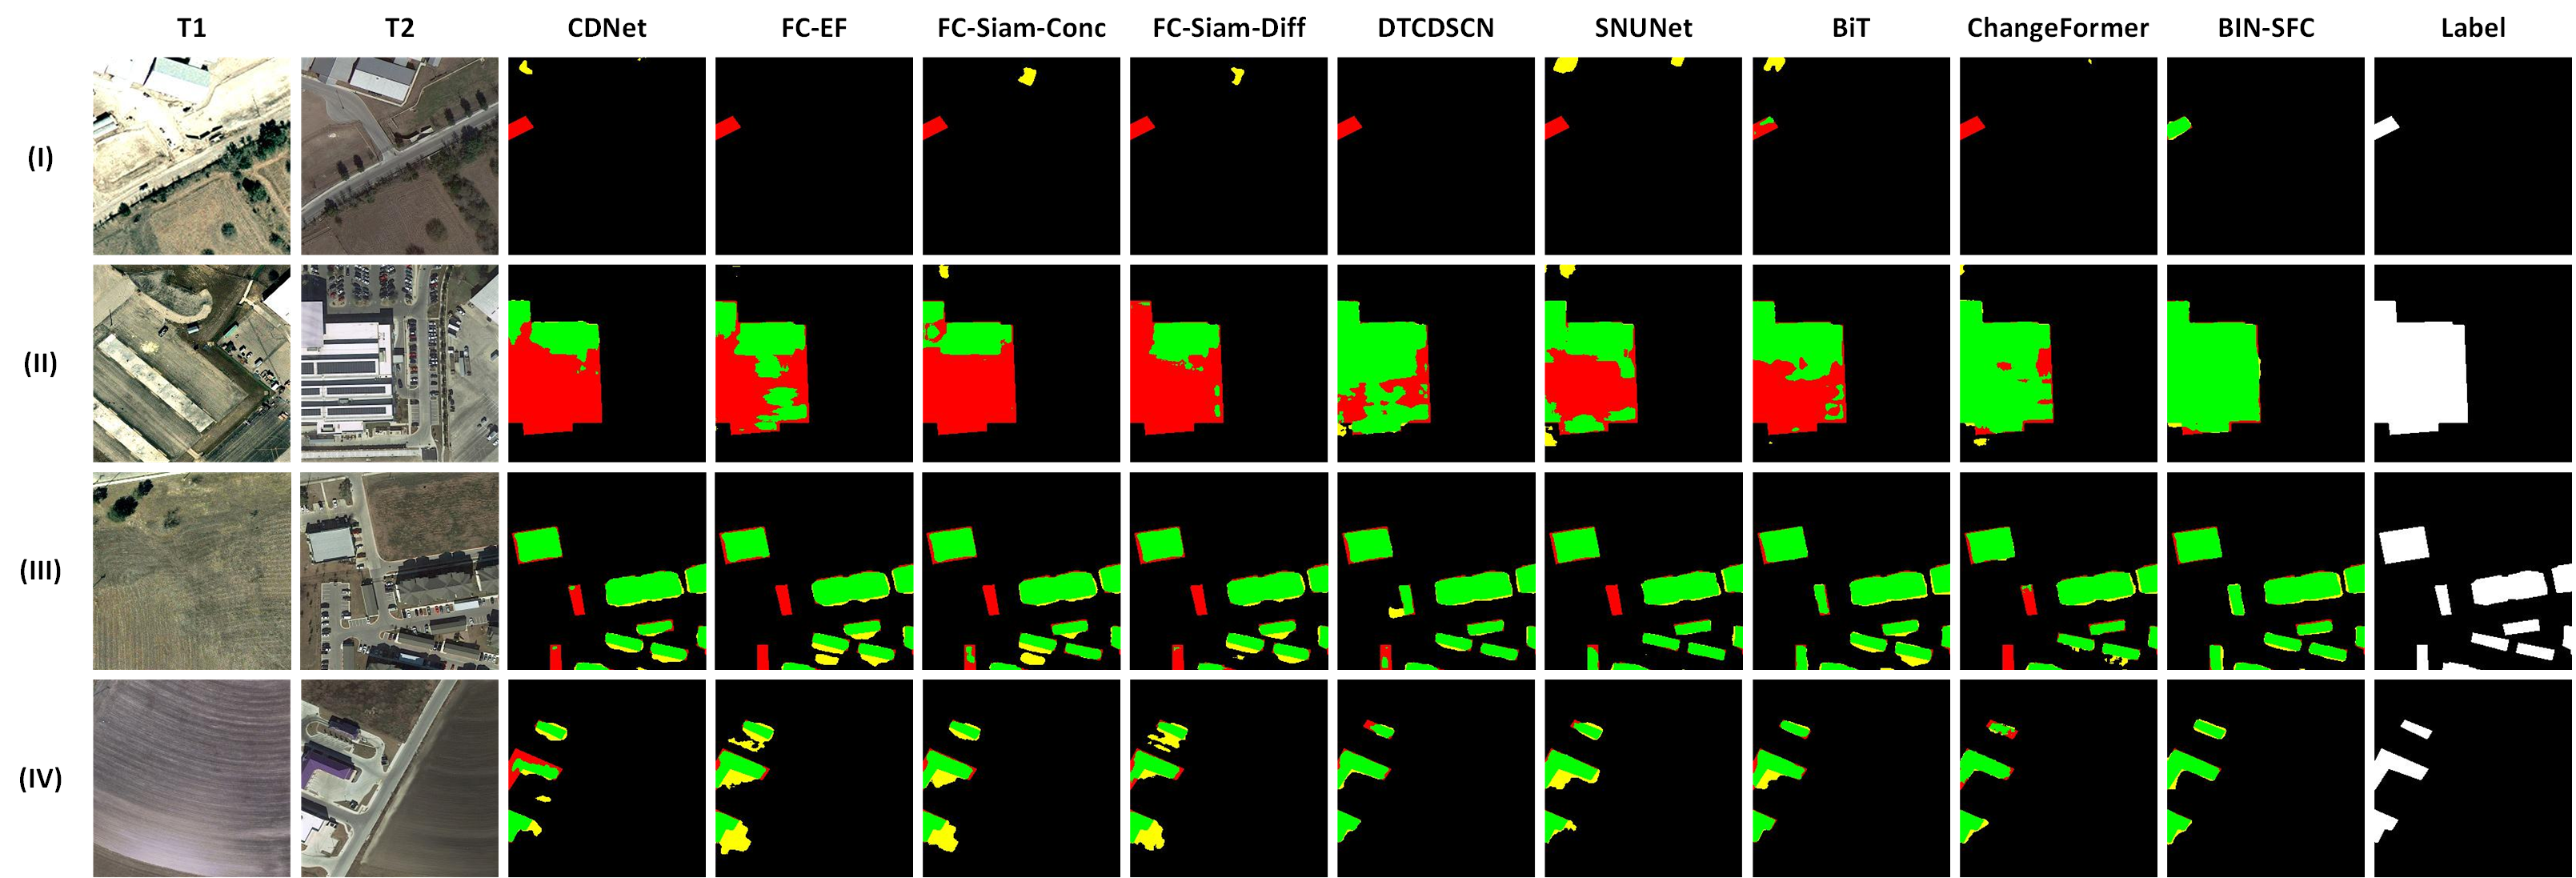 T1 T2 CDNet FC-EF FC-Siam-Conc FC-Siam-Diff DTCDSCN SNUNet BiT ChangeFormer BIN-SFC Label
(I)
(II)
(III)
(IV)